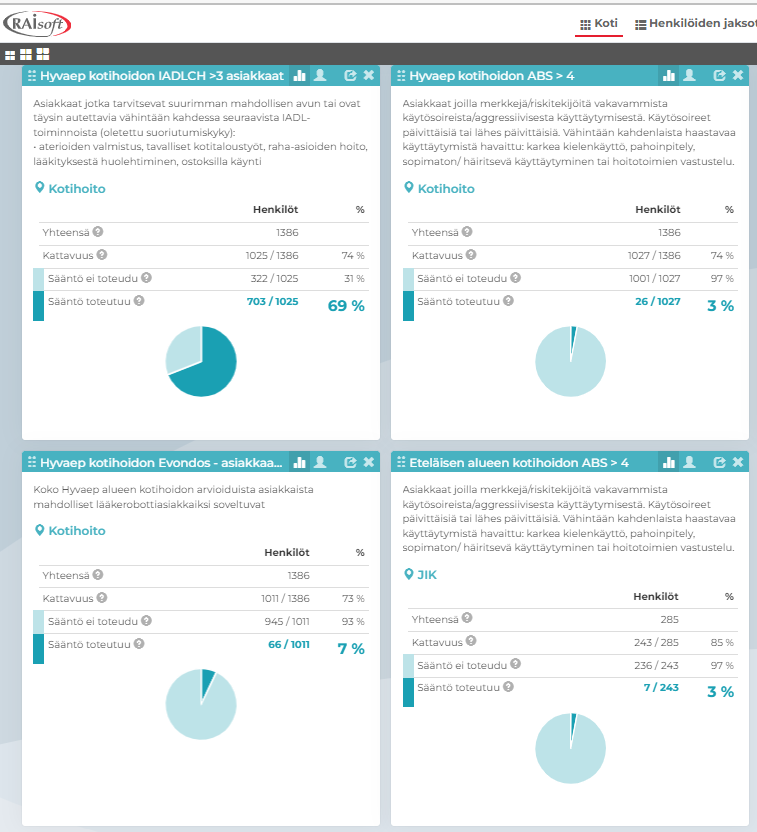 RAIsoft
Koti
Henkilöiden jaksot
Hyvaep kotihoidon IADLCH >3 asiakkaat
Asiakkaat jotka tarvitsevat suurimman mahdollisen avun tai ovat
täysin autettavia vähintään kahdessa seuraavista IADL-
toiminnoista (oletettu suoriutumiskyky):
- aterioiden valmistus, tavalliset kotitaloustyöt, raha-asioiden hoito,
lääkityksestä huolehtiminen, ostoksilla käynti
Kotihoito
Henkilöt %
Yhteensä ? 1386
Kattavuus ? 1025 / 1386 74 %
Sääntö ei toteudu ? 322 / 1025 31 %
Sääntö toteutuu ? 703 / 1025 69 %
Hyvaep kotihoidon ABS > 4
Asiakkaat joilla merkkejä/riskitekijöitä vakavammista
käytösoireista/aggressiivisesta käyttäytymisestä. Käytösoireet
päivittäisiä tai lähes päivittäisiä. Vähintään kahdenlaista haastavaa
käyttäytymistä havaittu: karkea kielenkäyttö, pahoinpitely,
sopimaton/ häiritsevä käyttäytyminen tai hoitotoimien vastustelu.
Kotihoito
Henkilöt %
Yhteensä ? 1386
Kattavuus ? 1027 / 1386 74 %
Sääntö ei toteudu ? 1001 / 1027 97 %
Sääntö toteutuu ? 26 / 1027 3 %
Hyvaep kotihoidon Evondos - asiakkaa...
Koko Hyvaep alueen kotihoidon arvioiduista asiakkaista
mahdolliset lääkerobottiasiakkaiksi soveltuvat
Kotihoito
Henkilöt %
Yhteensä ? 1386
Kattavuus ? 1011 / 1386 73 %
Sääntö ei toteudu ? 945 / 1011 93 %
Sääntö toteutuu ? 66 / 1011 7 %
Eteläisen alueen kotihoidon ABS > 4
Asiakkaat joilla merkkejä/riskitekijöitä vakavammista
käytösoireista/aggressiivisesta käyttäytymisestä. Käytösoireet
päivittäisiä tai lähes päivittäisiä. Vähintään kahdenlaista haastavaa
käyttäytymistä havaittu: karkea kielenkäyttö, pahoinpitely,
sopimaton/ häiritsevä käyttäytyminen tai hoitotoimien vastustelu.
JIK
Henkilöt %
Yhteensä ? 285
Kattavuus ? 243 / 285 85 %
Sääntö ei toteudu ? 236 / 243 97 %
Sääntö toteutuu ? 7 / 243 3 %